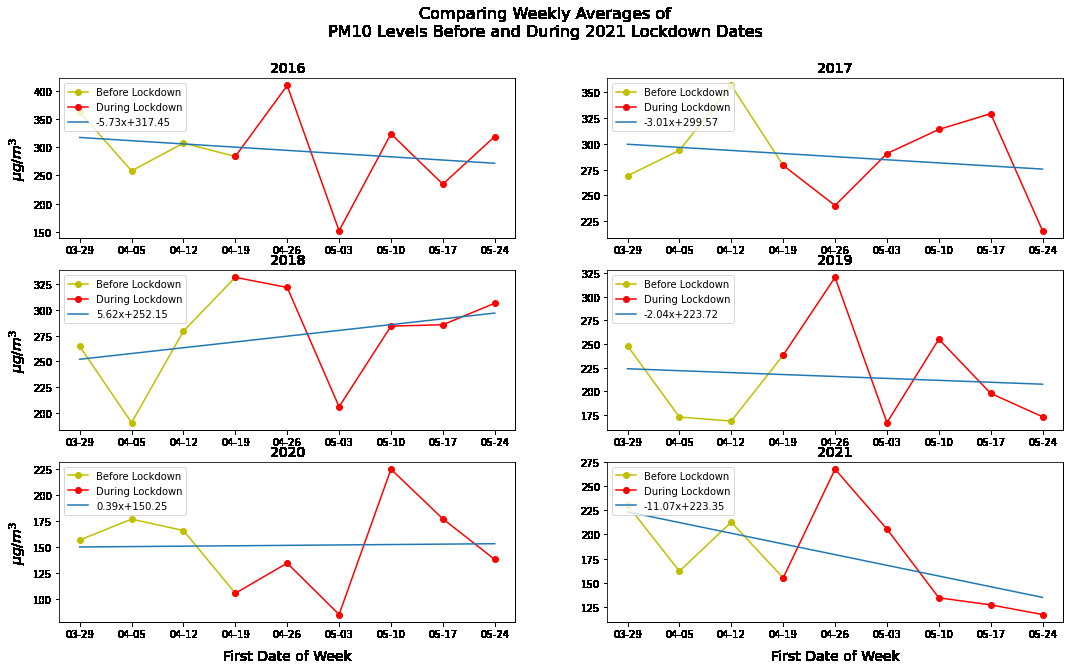 Comparing Weekly Averages of
PM10 Levels Before and During 2021 Lockdown Dates
2016
400
350
300
250
200
150
μg/m³
Before Lockdown
During Lockdown
-5.73x+317.45
03-29 04-05 04-12 04-19 04-26 05-03 05-10 05-17 05-24
2017
350
325
300
275
250
225
Before Lockdown
During Lockdown
-3.01x+299.57
03-29 04-05 04-12 04-19 04-26 05-03 05-10 05-17 05-24
2018
325
300
275
250
225
200
μg/m³
Before Lockdown
During Lockdown
5.62x+252.15
03-29 04-05 04-12 04-19 04-26 05-03 05-10 05-17 05-24
2019
325
300
275
250
225
200
175
Before Lockdown
During Lockdown
-2.04x+223.72
03-29 04-05 04-12 04-19 04-26 05-03 05-10 05-17 05-24
2020
225
200
175
150
125
100
μg/m³
Before Lockdown
During Lockdown
0.39x+150.25
03-29 04-05 04-12 04-19 04-26 05-03 05-10 05-17 05-24
First Date of Week
2021
275
250
225
200
175
150
125
Before Lockdown
During Lockdown
-11.07x+223.35
03-29 04-05 04-12 04-19 04-26 05-03 05-10 05-17 05-24
First Date of Week